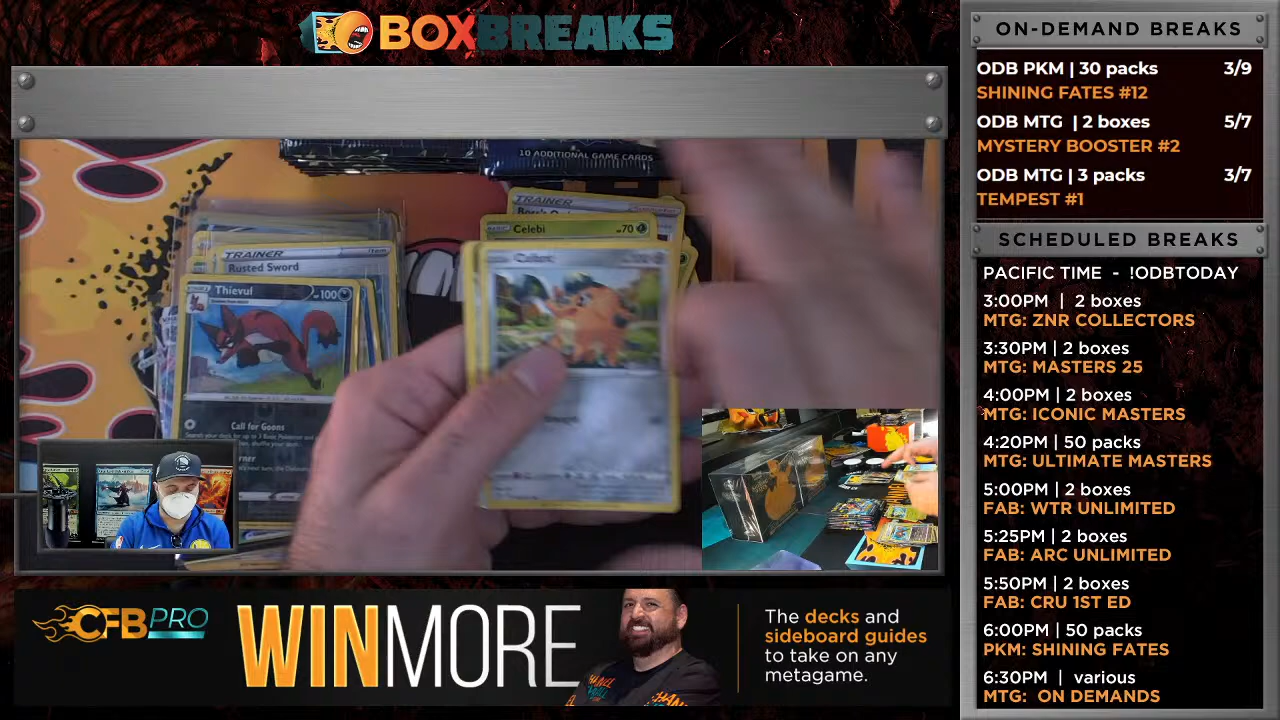 BOXBREAKS
10 ADDITIONAL GAME CARDS
TRAINER
Celebi
70
TRAINER
Rusted Sword
Thievul
100
Call for Goons
CFBPRO
WINMORE
The decks and
sideboard guides
to take on any
metagame.
ON-DEMAND BREAKS
ODB PKM | 30 packs 3/9
SHINING FATES #12
ODB MTG | 2 boxes 5/7
MYSTERY BOOSTER #2
ODB MTG | 3 packs 3/7
TEMPEST #1
SCHEDULED BREAKS
PACIFIC TIME - !ODBTODAY
3:00PM | 2 boxes
MTG: ZNR COLLECTORS
3:30PM | 2 boxes
MTG: MASTERS 25
4:00PM | 2 boxes
MTG: ICONIC MASTERS
4:20PM | 50 packs
MTG: ULTIMATE MASTERS
5:00PM | 2 boxes
FAB: WTR UNLIMITED
5:25PM | 2 boxes
FAB: ARC UNLIMITED
5:50PM | 2 boxes
FAB: CRU 1ST ED
6:00PM | 50 packs
PKM: SHINING FATES
6:30PM | various
MTG: ON DEMANDS